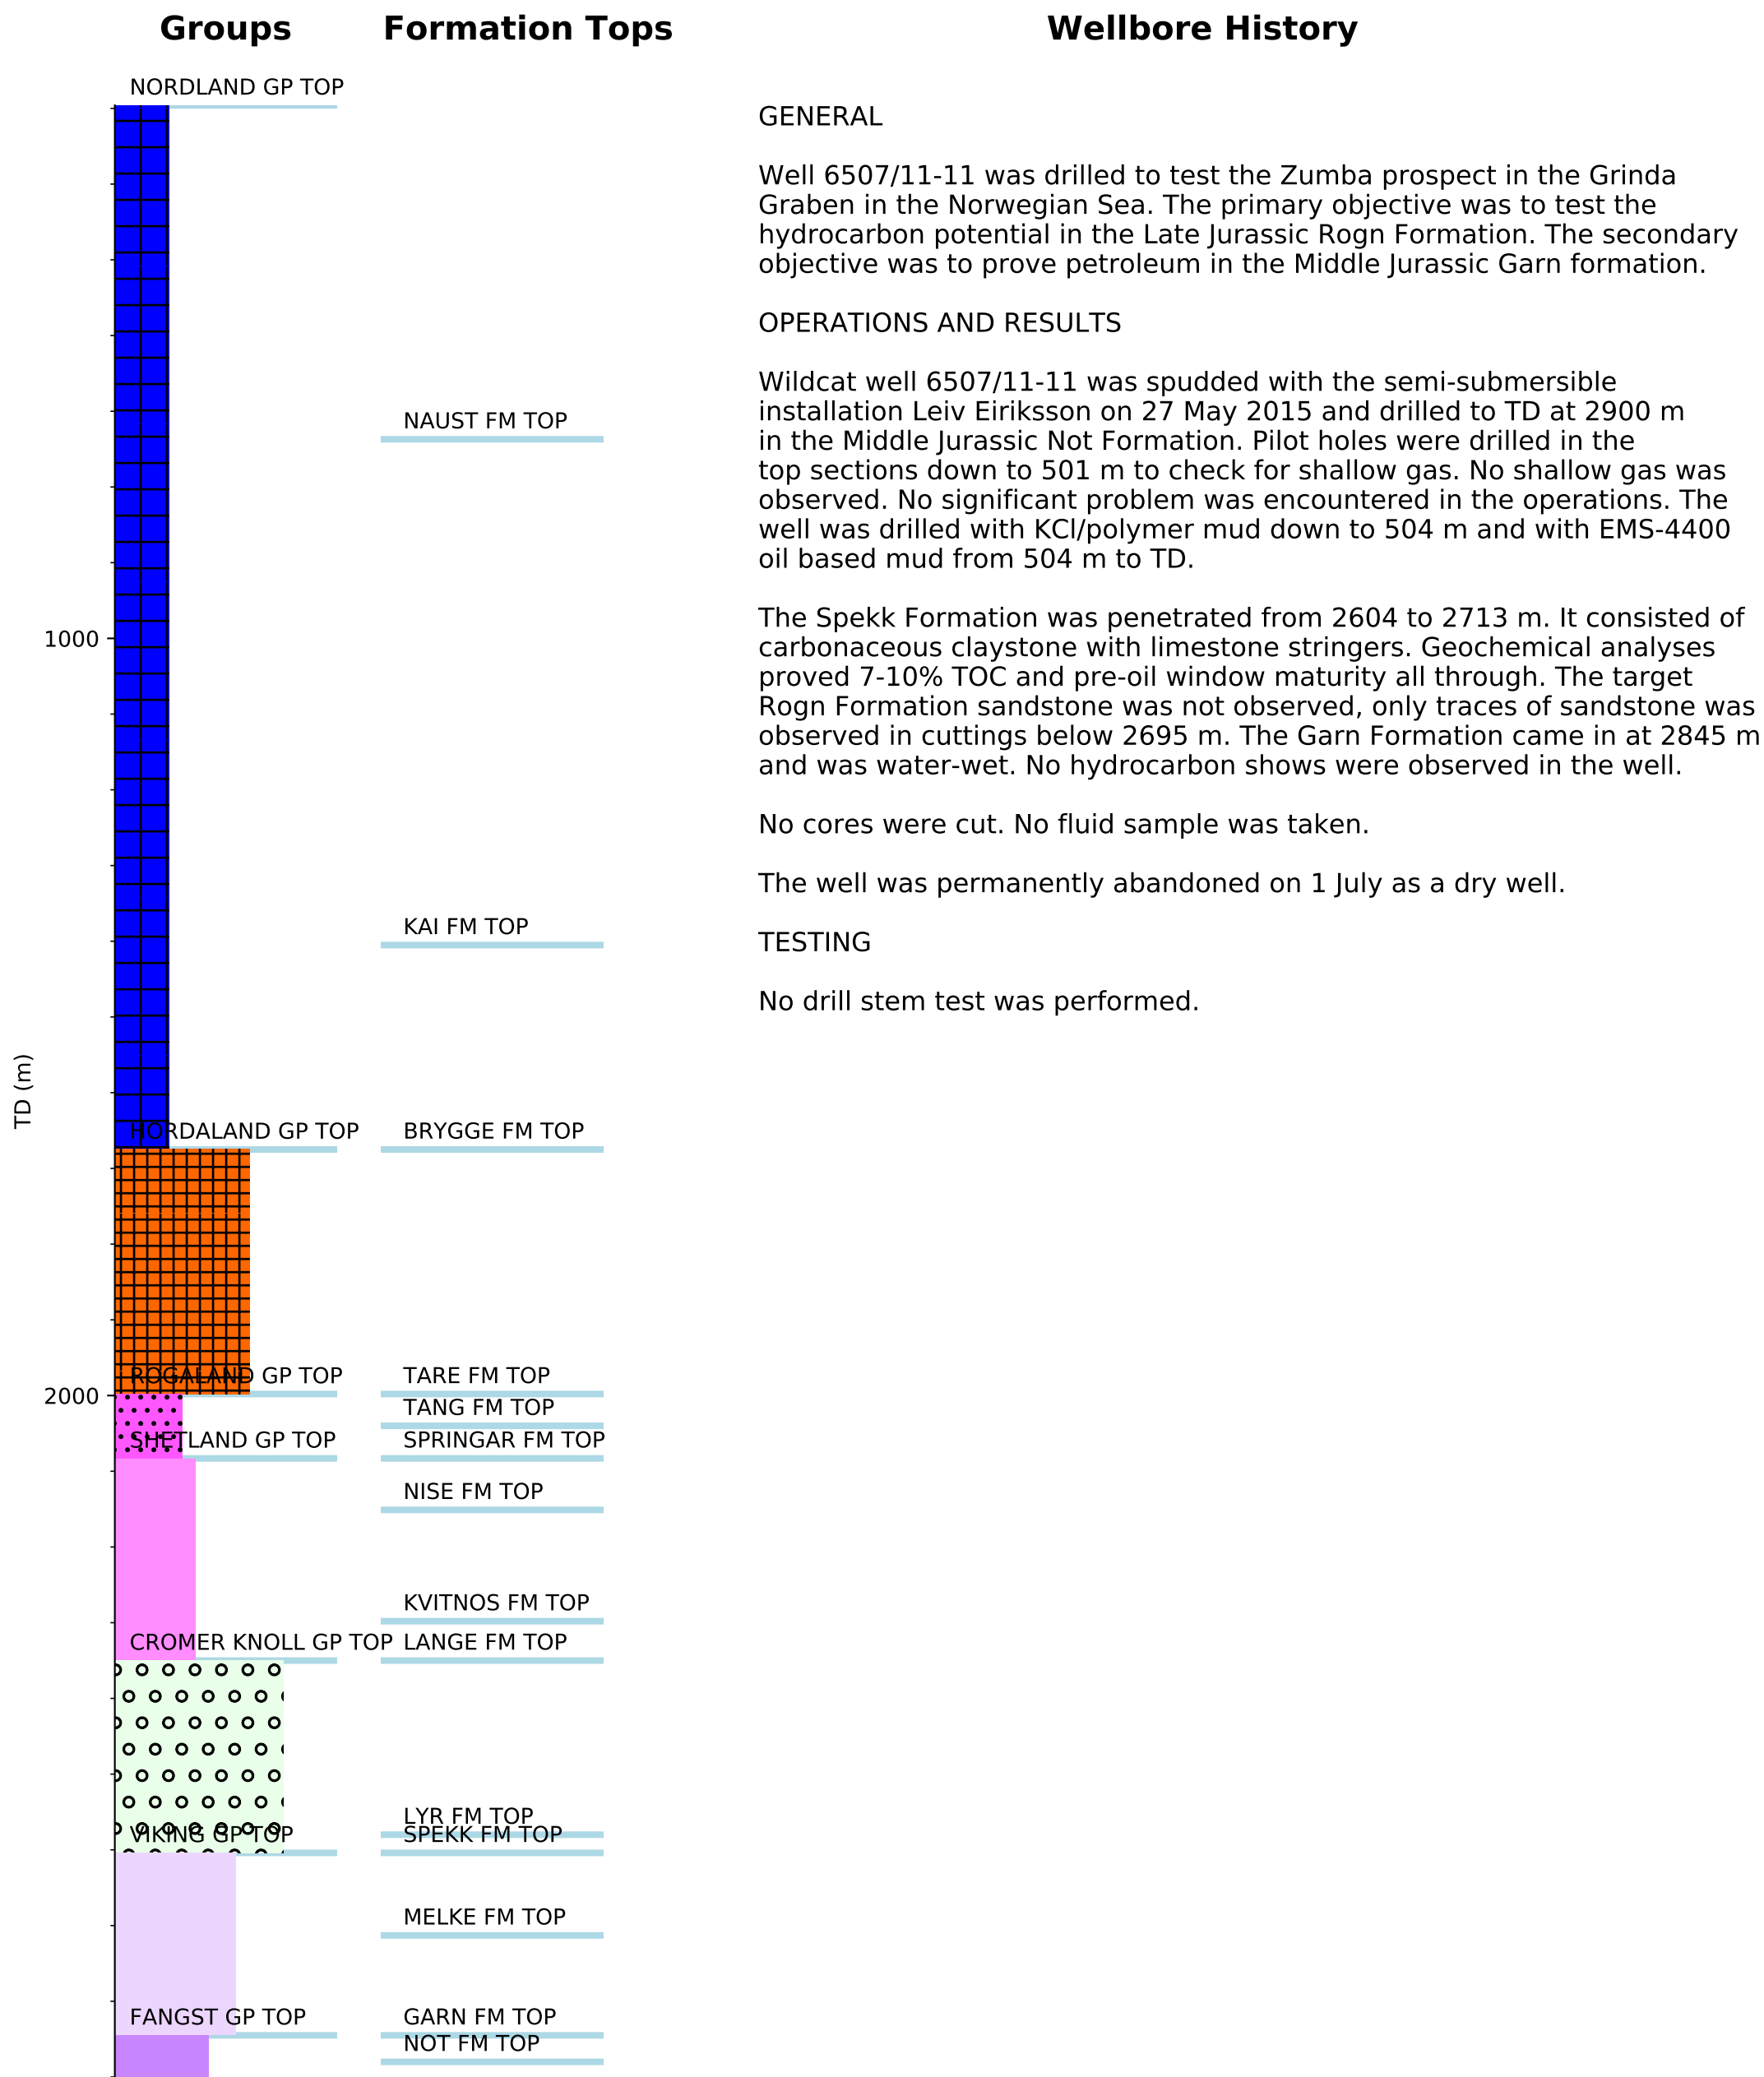 Groups
Formation Tops
Wellbore History
NORDLAND GP TOP
HORDALAND GP TOP
ROGALAND GP TOP
SHETLAND GP TOP
CROMER KNOLL GP TOP
VIKING GP TOP
FANGST GP TOP
TD (m)
1000
2000
NAUST FM TOP
KAI FM TOP
BRYGGE FM TOP
TARE FM TOP
TANG FM TOP
SPRINGAR FM TOP
NISE FM TOP
KVITNOS FM TOP
LANGE FM TOP
LYR FM TOP
SPEKK FM TOP
MELKE FM TOP
GARN FM TOP
NOT FM TOP
GENERAL
Well 6507/11-11 was drilled to test the Zumba prospect in the Grinda
Graben in the Norwegian Sea. The primary objective was to test the
hydrocarbon potential in the Late Jurassic Rogn Formation. The secondary
objective was to prove petroleum in the Middle Jurassic Garn formation.
OPERATIONS AND RESULTS
Wildcat well 6507/11-11 was spudded with the semi-submersible
installation Leiv Eiriksson on 27 May 2015 and drilled to TD at 2900 m
in the Middle Jurassic Not Formation. Pilot holes were drilled in the
top sections down to 501 m to check for shallow gas. No shallow gas was
observed. No significant problem was encountered in the operations. The
well was drilled with KCl/polymer mud down to 504 m and with EMS-4400
oil based mud from 504 m to TD.
The Spekk Formation was penetrated from 2604 to 2713 m. It consisted of
carbonaceous claystone with limestone stringers. Geochemical analyses
proved 7-10% TOC and pre-oil window maturity all through. The target
Rogn Formation sandstone was not observed, only traces of sandstone was
observed in cuttings below 2695 m. The Garn Formation came in at 2845 m
and was water-wet. No hydrocarbon shows were observed in the well.
No cores were cut. No fluid sample was taken.
The well was permanently abandoned on 1 July as a dry well.
TESTING
No drill stem test was performed.